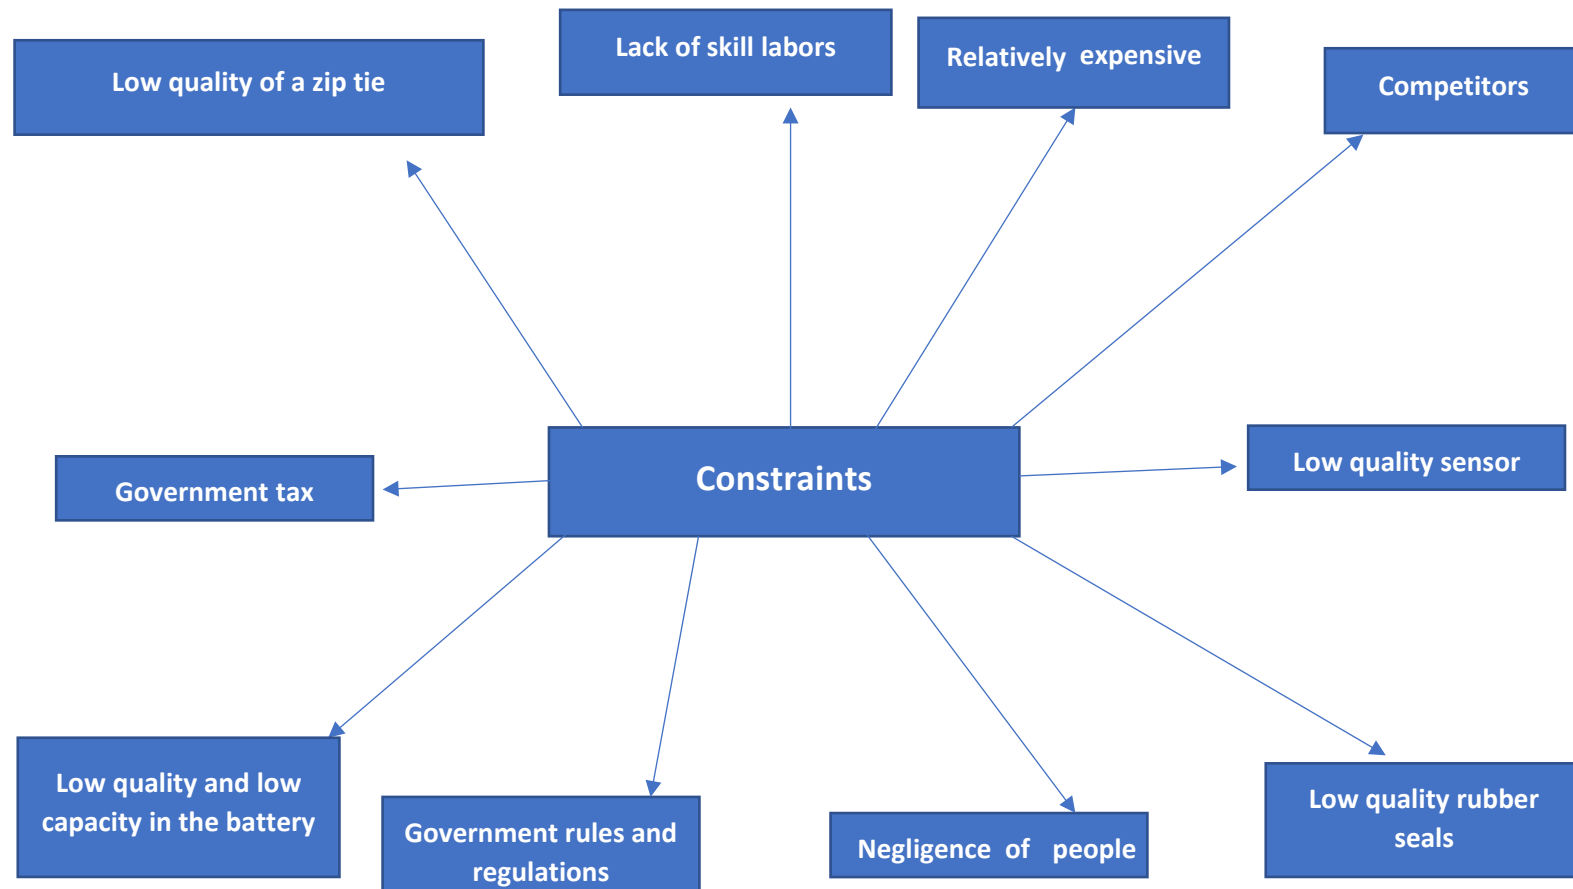 Lack of skill labors
Relatively expensive
Low quality of a zip tie
Competitors
Constraints
Low quality sensor
Government tax
Low quality and low
capacity in the battery
Government rules and
regulations
Negligence of people
Low quality rubber
seals